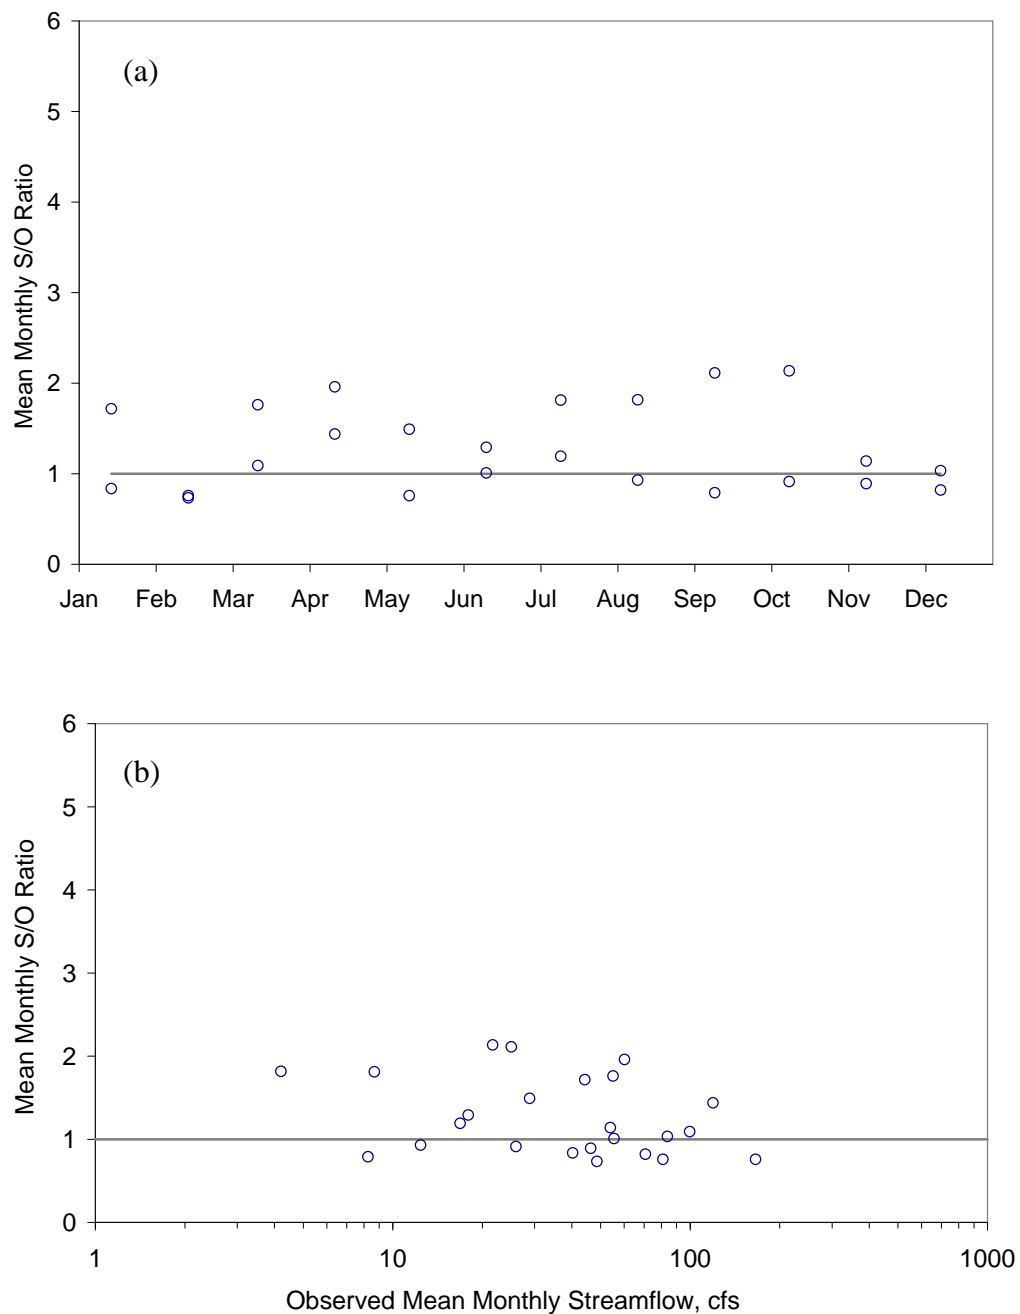 6
(a)
5
4
3
2
1
0
Mean Monthly S/O Ratio
Jan Feb Mar Apr May Jun Jul Aug Sep Oct Nov Dec
6
(b)
5
4
3
2
1
0
Mean Monthly S/O Ratio
1 10 100 1000
Observed Mean Monthly Streamflow, cfs